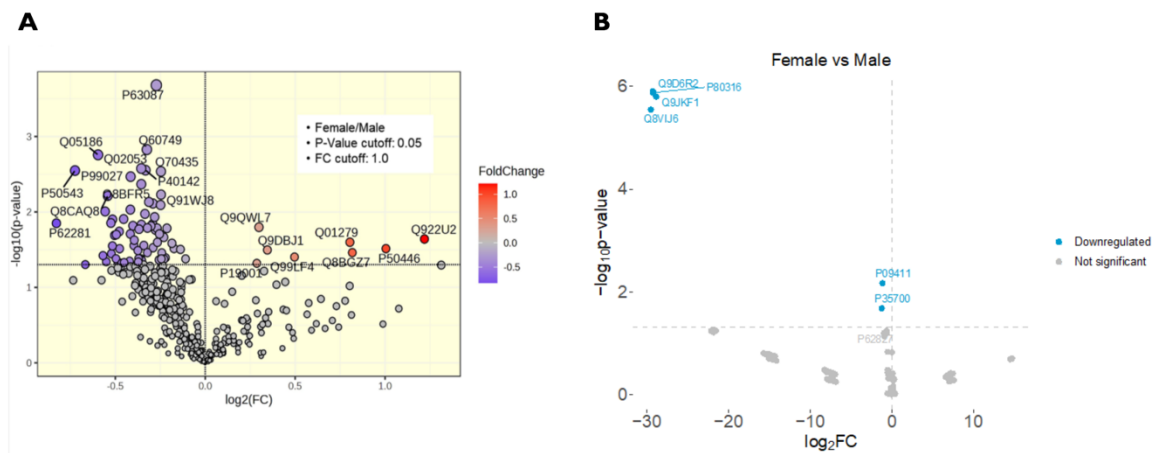 A
P63087
Q05186
Q60749
Q02053
Q70435
P50543
P99027
P40142
Q8BFR5
Q91WJ8
Q8CAQ8
P62281
Q9QWL7
Q9DBJ1
Q01279
Q922U2
P19001
Q99LF4
Q8BGZ7
P50446
• Female/Male
• P-Value cutoff: 0.05
• FC cutoff: 1.0
FoldChange
1.0
0.5
0.0
-0.5
-log10(p-value)
3
2
1
0
-0.5
0.0
0.5
1.0
log2(FC)
B
Female vs Male
Q9D6R2
P80316
Q9JKF1
Q8VIJ6
P09411
P35700
P62827
Downregulated
Not significant
−log10p−value
6-
4-
2-
0-
−30
−20
−10
0
10
log2FC